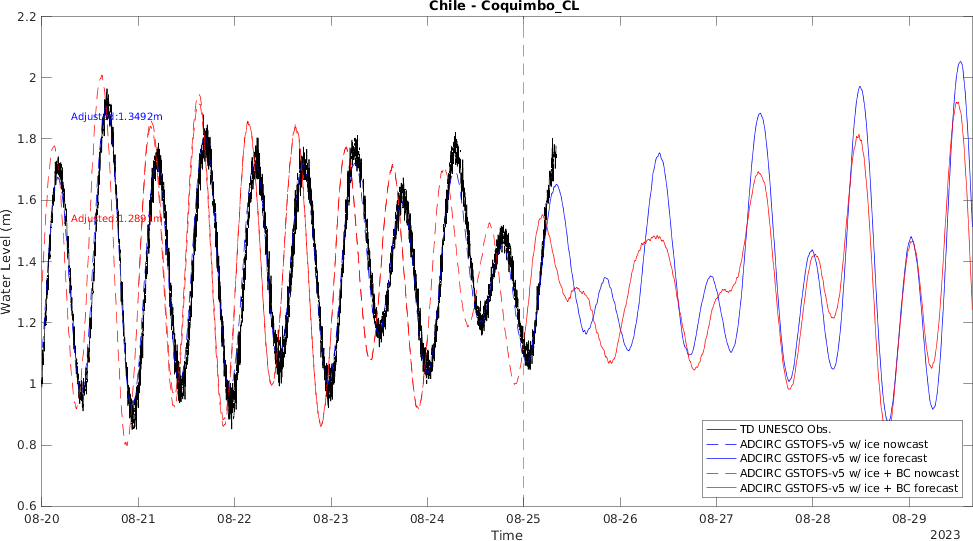 Chile - Coquimbo_CL
2.2
2
1.8
1.6
1.4
1.2
1
0.8
0.6
Water Level (m)
Adjusted:1.3492m
Adjusted:1.2891m
TD UNESCO Obs.
ADCIRC GSTOFS-v5 w/ ice nowcast
ADCIRC GSTOFS-v5 w/ ice forecast
ADCIRC GSTOFS-v5 w/ ice + BC nowcast
ADCIRC GSTOFS-v5 w/ ice + BC forecast
08-20 08-21 08-22 08-23 08-24 08-25 08-26 08-27 08-28 08-29
Time
2023